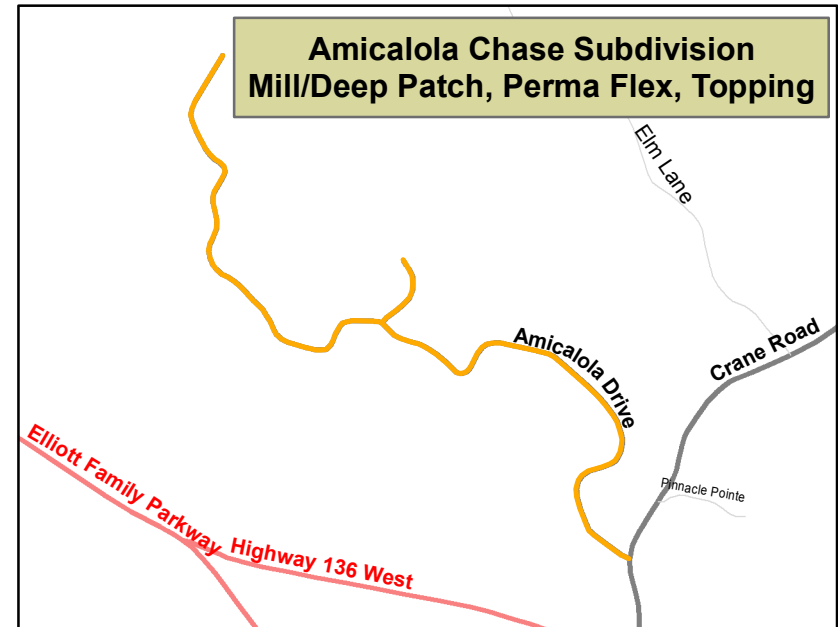 Amicalola Chase Subdivision
Mill/Deep Patch, Perma Flex, Topping
Elm Lane
Crane Road
Amicalola Drive
Pinnacle Pointe
Elliott Family Parkway
Highway 136 West